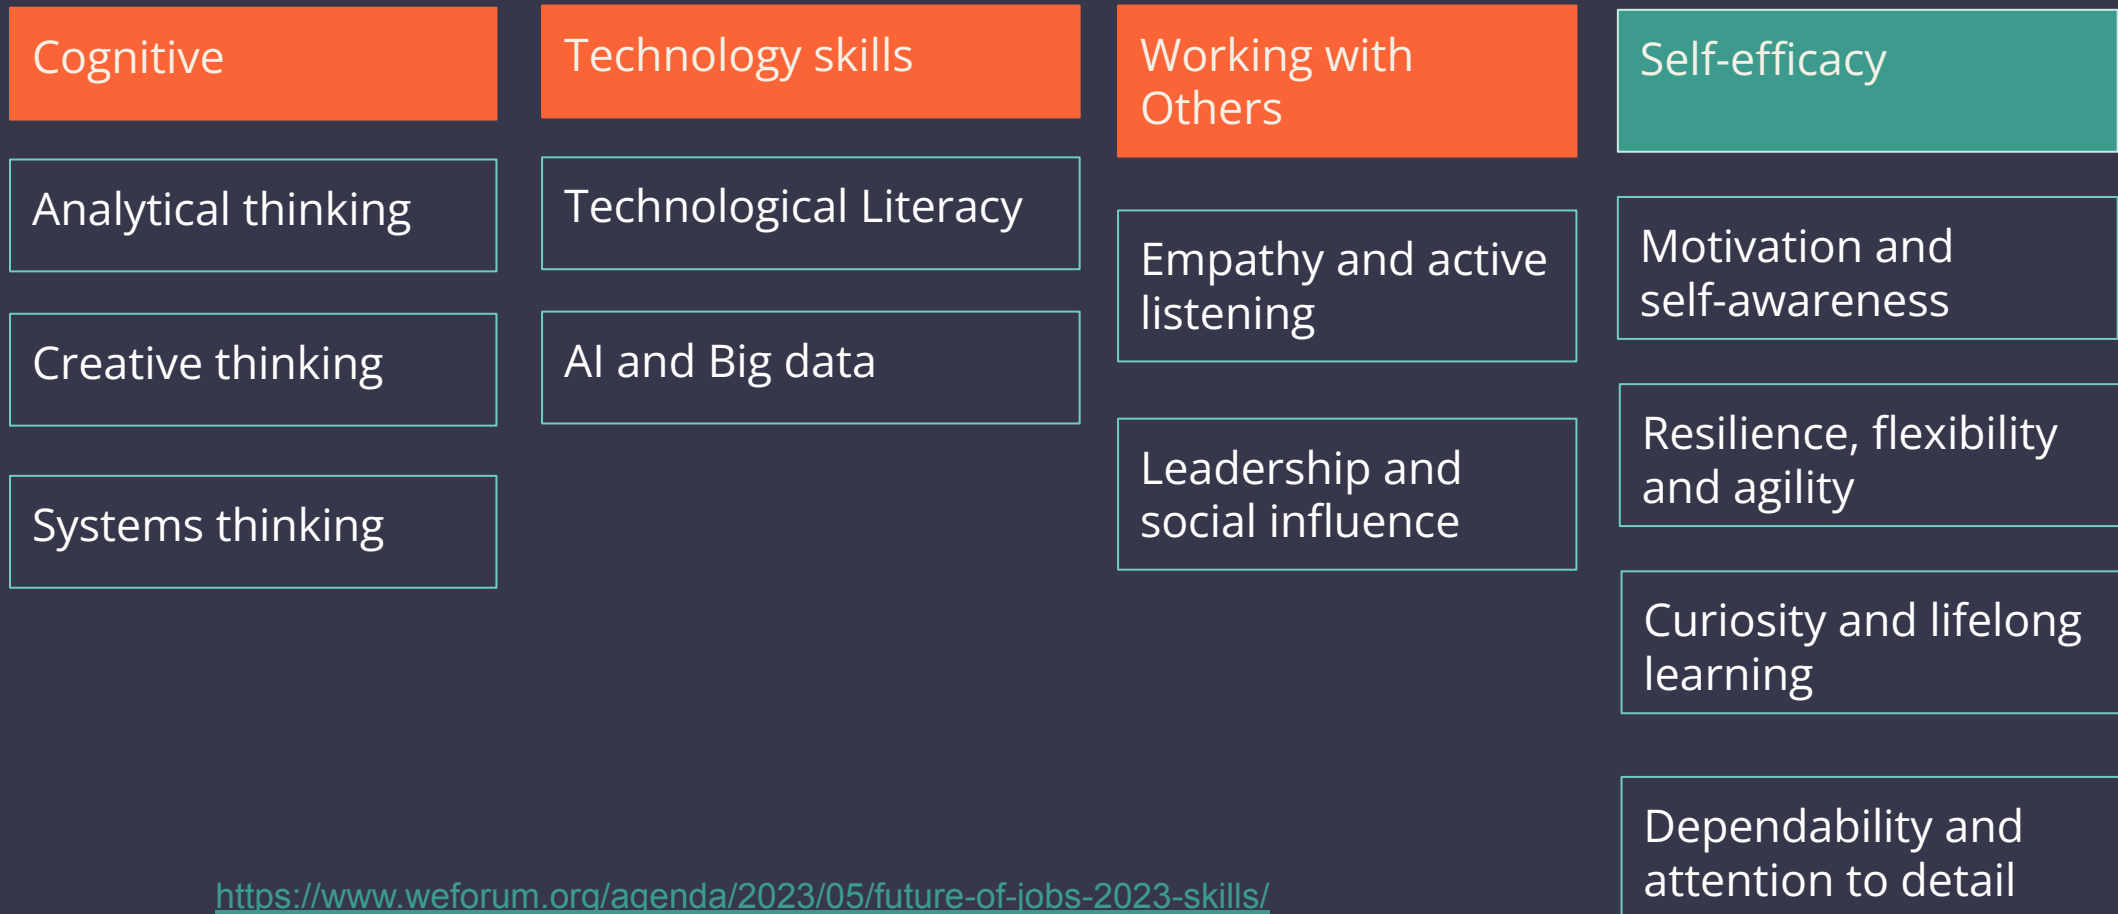 Cognitive
Analytical thinking
Creative thinking
Systems thinking
Technology skills
Technological Literacy
AI and Big data
Working with
Others
Empathy and active
listening
Leadership and
social influence
Self-efficacy
Motivation and
self-awareness
Resilience, flexibility
and agility
Curiosity and lifelong
learning
Dependability and
attention to detail
https://www.weforum.org/agenda/2023/05/future-of-jobs-2023-skills/